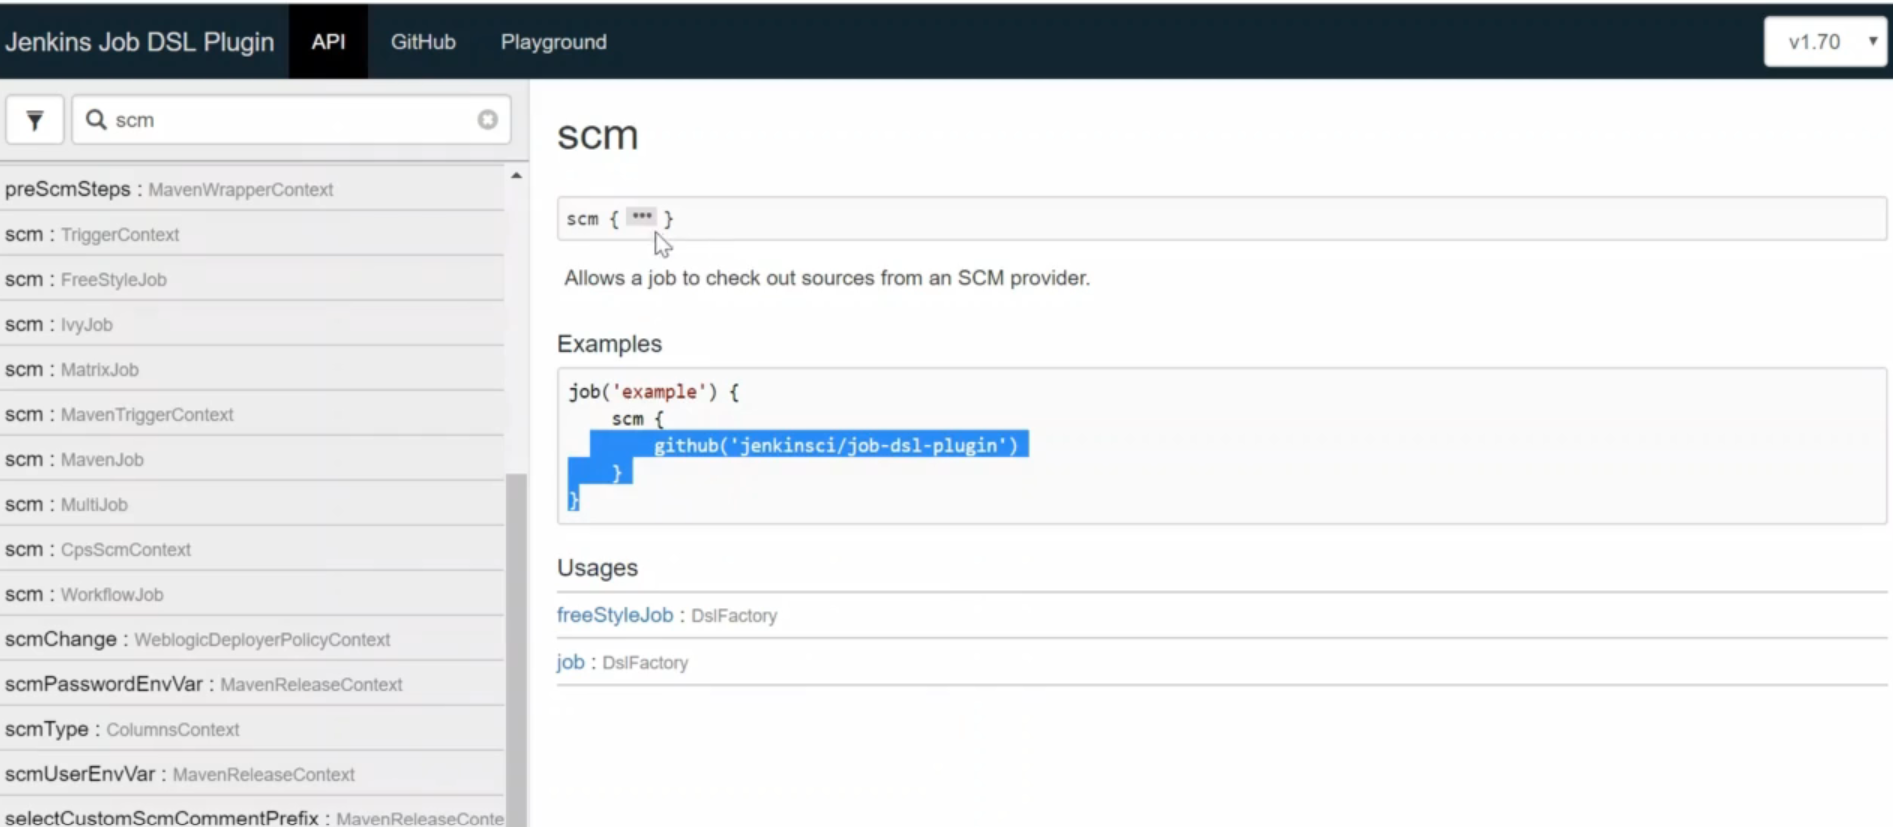 Jenkins Job DSL Plugin API GitHub Playground v1.70
scm
preScmSteps : MavenWrapperContext
scm : TriggerContext
scm : FreeStyleJob
scm : IvyJob
scm : MatrixJob
scm : MavenTriggerContext
scm : MavenJob
scm : MultiJob
scm : CpsScmContext
scm : WorkflowJob
scmChange : WeblogicDeployerPolicyContext
scmPasswordEnvVar : MavenReleaseContext
scmType : ColumnsContext
scmUserEnvVar : MavenReleaseContext
selectCustomScmCommentPrefix : MavenReleaseConte
scm
scm { ••• }
Allows a job to check out sources from an SCM provider.
Examples
job('example') {
    scm {
        github('jenkinsci/job-dsl-plugin')
    }
}
Usages
freeStyleJob : DslFactory
job : DslFactory